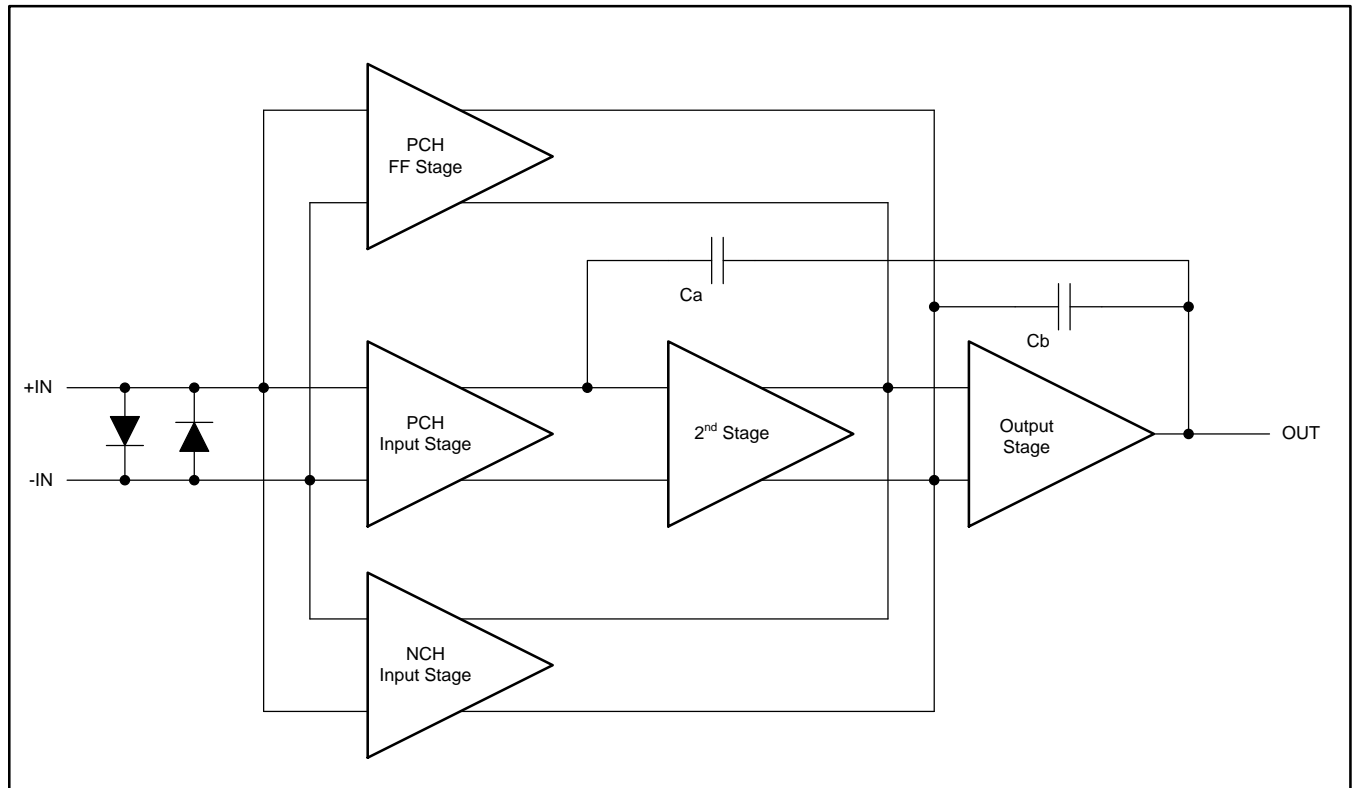 PCH
FF Stage
Ca
Cb
+IN
-IN
PCH
Input Stage
2nd Stage
Output
Stage
OUT
NCH
Input Stage